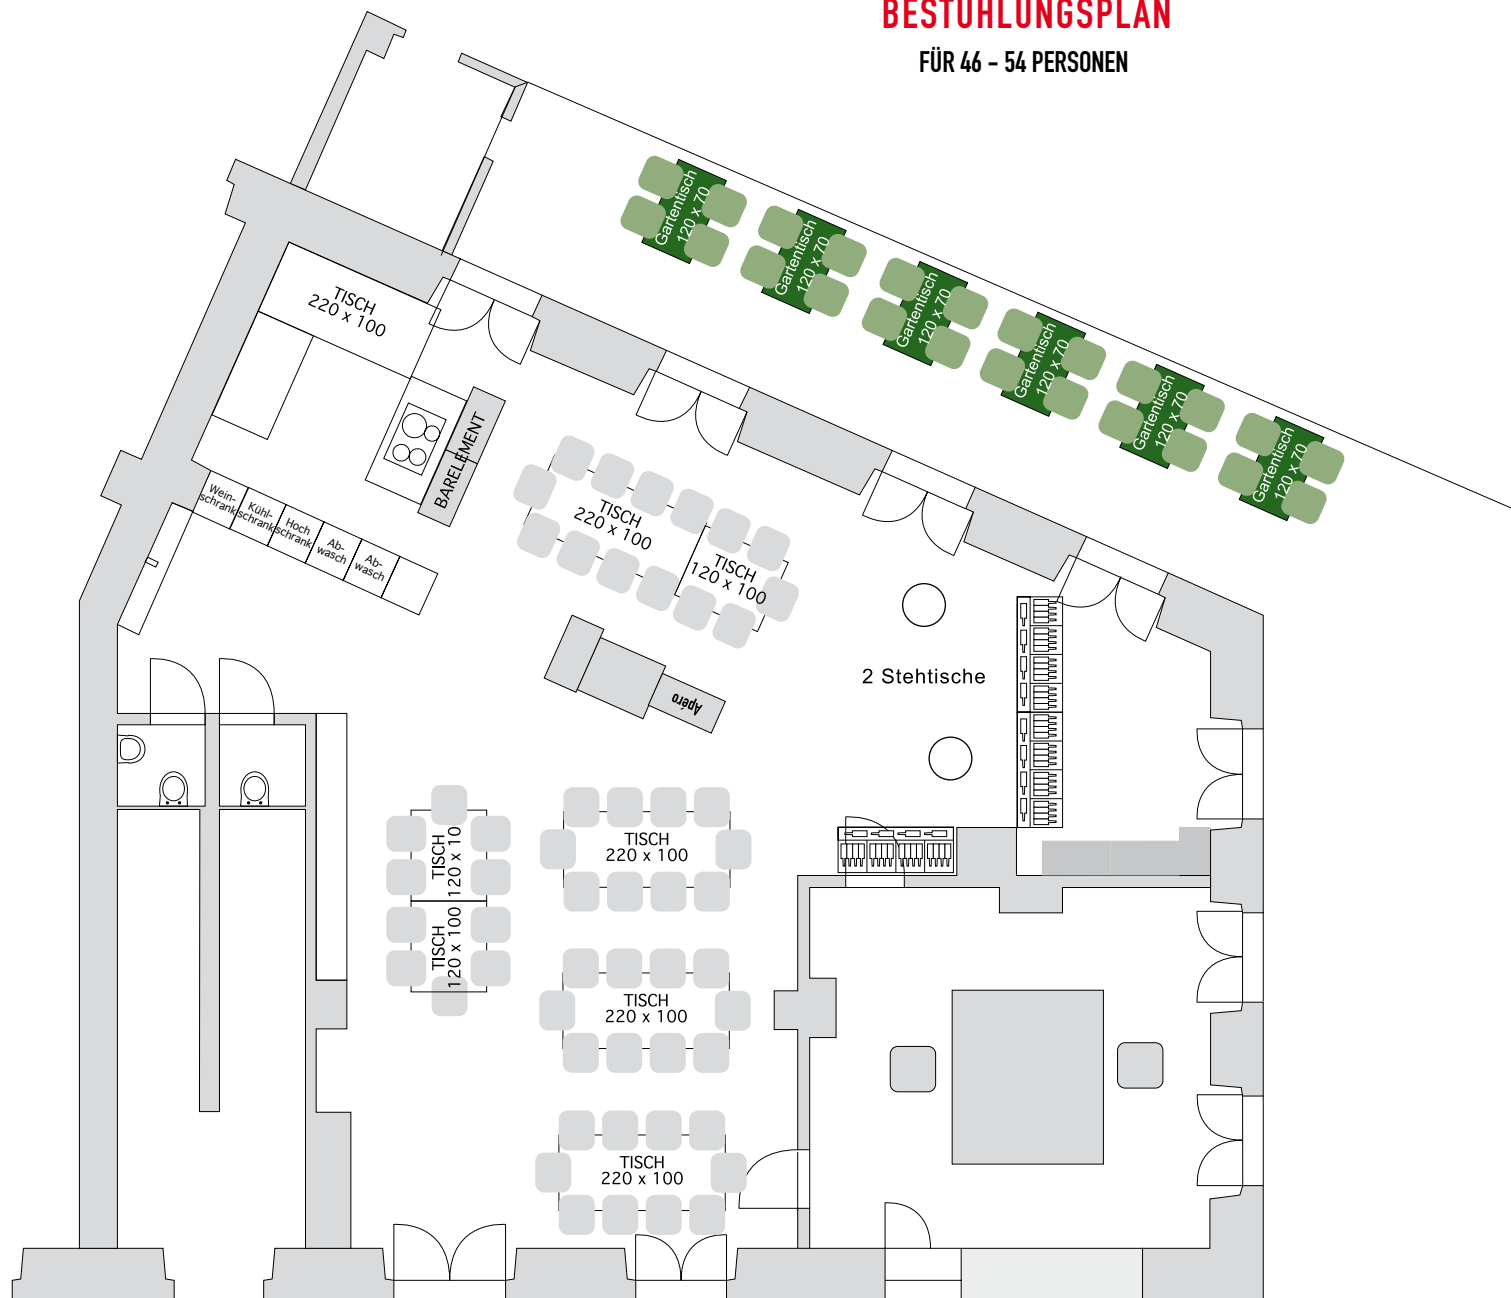 BESTUHLUNGSPLAN
FÜR 46 - 54 PERSONEN
Gartentisch
120 x 70
Gartentisch
120 x 70
Gartentisch
120 x 70
Gartentisch
120 x 70
Gartentisch
120 x 70
Gartentisch
120 x 70
TISCH
220 x 100
BARELEMENT
Wein-
schrank
Kühl-
schrank
Hoch
schrank
Ab-
wasch
Ab-
wasch
TISCH
220 x 100
TISCH
120 x 100
2 Stehtische
Apéro
TISCH
120 x 10
TISCH
120 x 100
TISCH
220 x 100
TISCH
220 x 100
TISCH
220 x 100